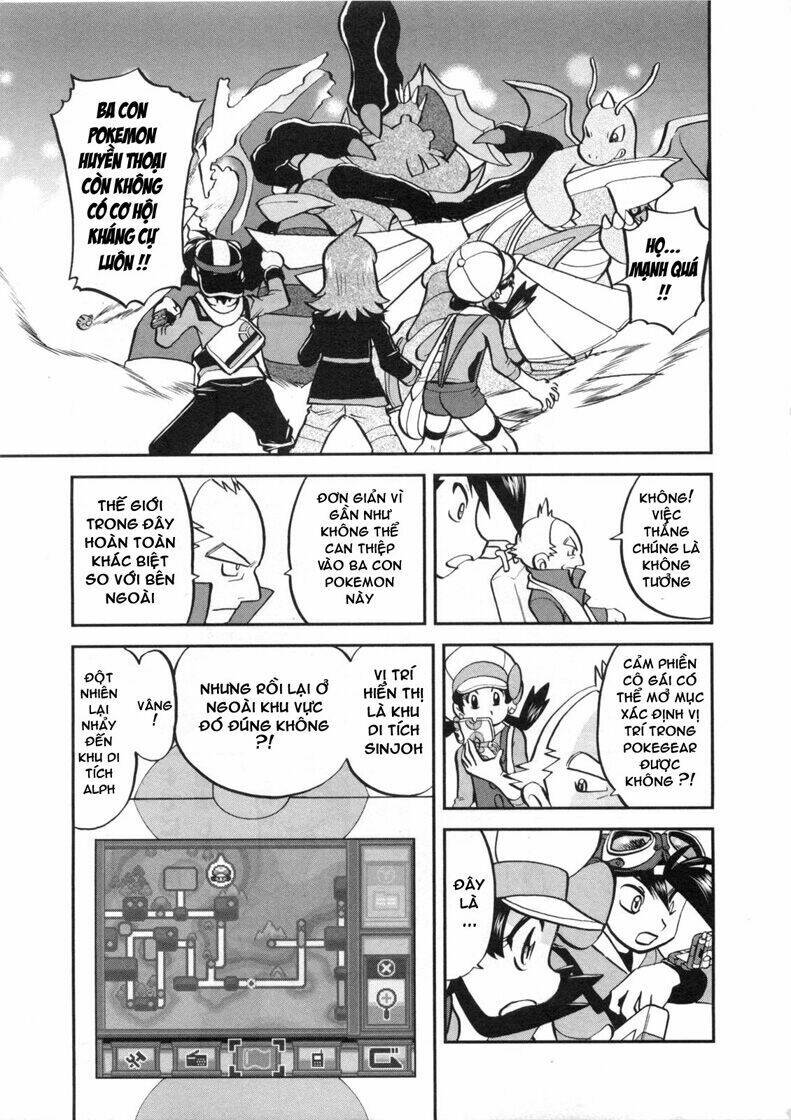 HỌ...
MẠNH QUÁ
!!
BA CON
POKEMON
HUYỀN THOẠI
CÒN KHÔNG
CÓ CƠ HỘI
KHÁNG CỰ
LUÔN !!
KHÔNG!
VIỆC
THẮNG
CHÚNG LÀ
KHÔNG
TƯỞNG
ĐƠN GIẢN VÌ
GẦN NHƯ
KHÔNG THỂ
CAN THIỆP
VÀO BA CON
POKEMON
NÀY
THẾ GIỚI
TRONG ĐÂY
HOÀN TOÀN
KHÁC BIỆT
SO VỚI BÊN
NGOÀI
CẢM PHIỀN
CÔ GÁI CÓ
THỂ MỞ MỤC
XÁC ĐỊNH VỊ
TRÍ TRONG
POKEGEAR
ĐƯỢC
KHÔNG ?!
ĐÂY
LÀ
...
VỊ TRÍ
HIỂN THỊ
LÀ KHU
DI TÍCH
SINJOH
NHƯNG RỒI LẠI Ở
NGOÀI KHU VỰC
ĐÓ ĐÚNG KHÔNG
?!
VÂNG
!
ĐỘT
NHIÊN
LẠI
NHẢY
ĐẾN
KHU DI
TÍCH
ALPH